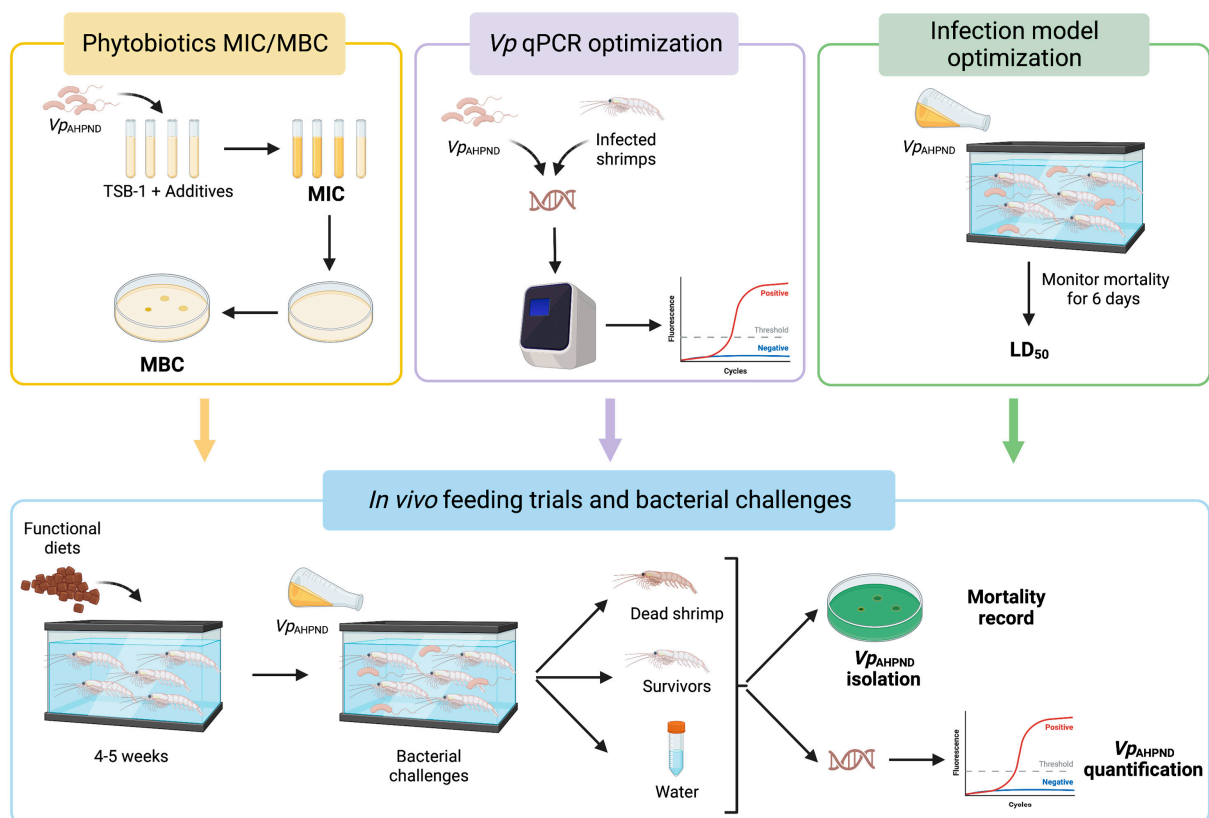 Phytobiotics MIC/MBC
VpAHPND
TSB-1 + Additives
MIC
MBC
Vp qPCR optimization
VpAHPND
Infected
shrimps
Fluorescence
Positive
Threshold
Negative
Cycles
Infection model
optimization
VpAHPND
Monitor mortality
for 6 days
LD50
In vivo feeding trials and bacterial challenges
Functional
diets
4-5 weeks
VpAHPND
Bacterial
challenges
Dead shrimp
Survivors
Water
VpAHPND
isolation
Mortality
record
Fluorescence
Positive
Threshold
Negative
Cycles
VpAHPND
quantification